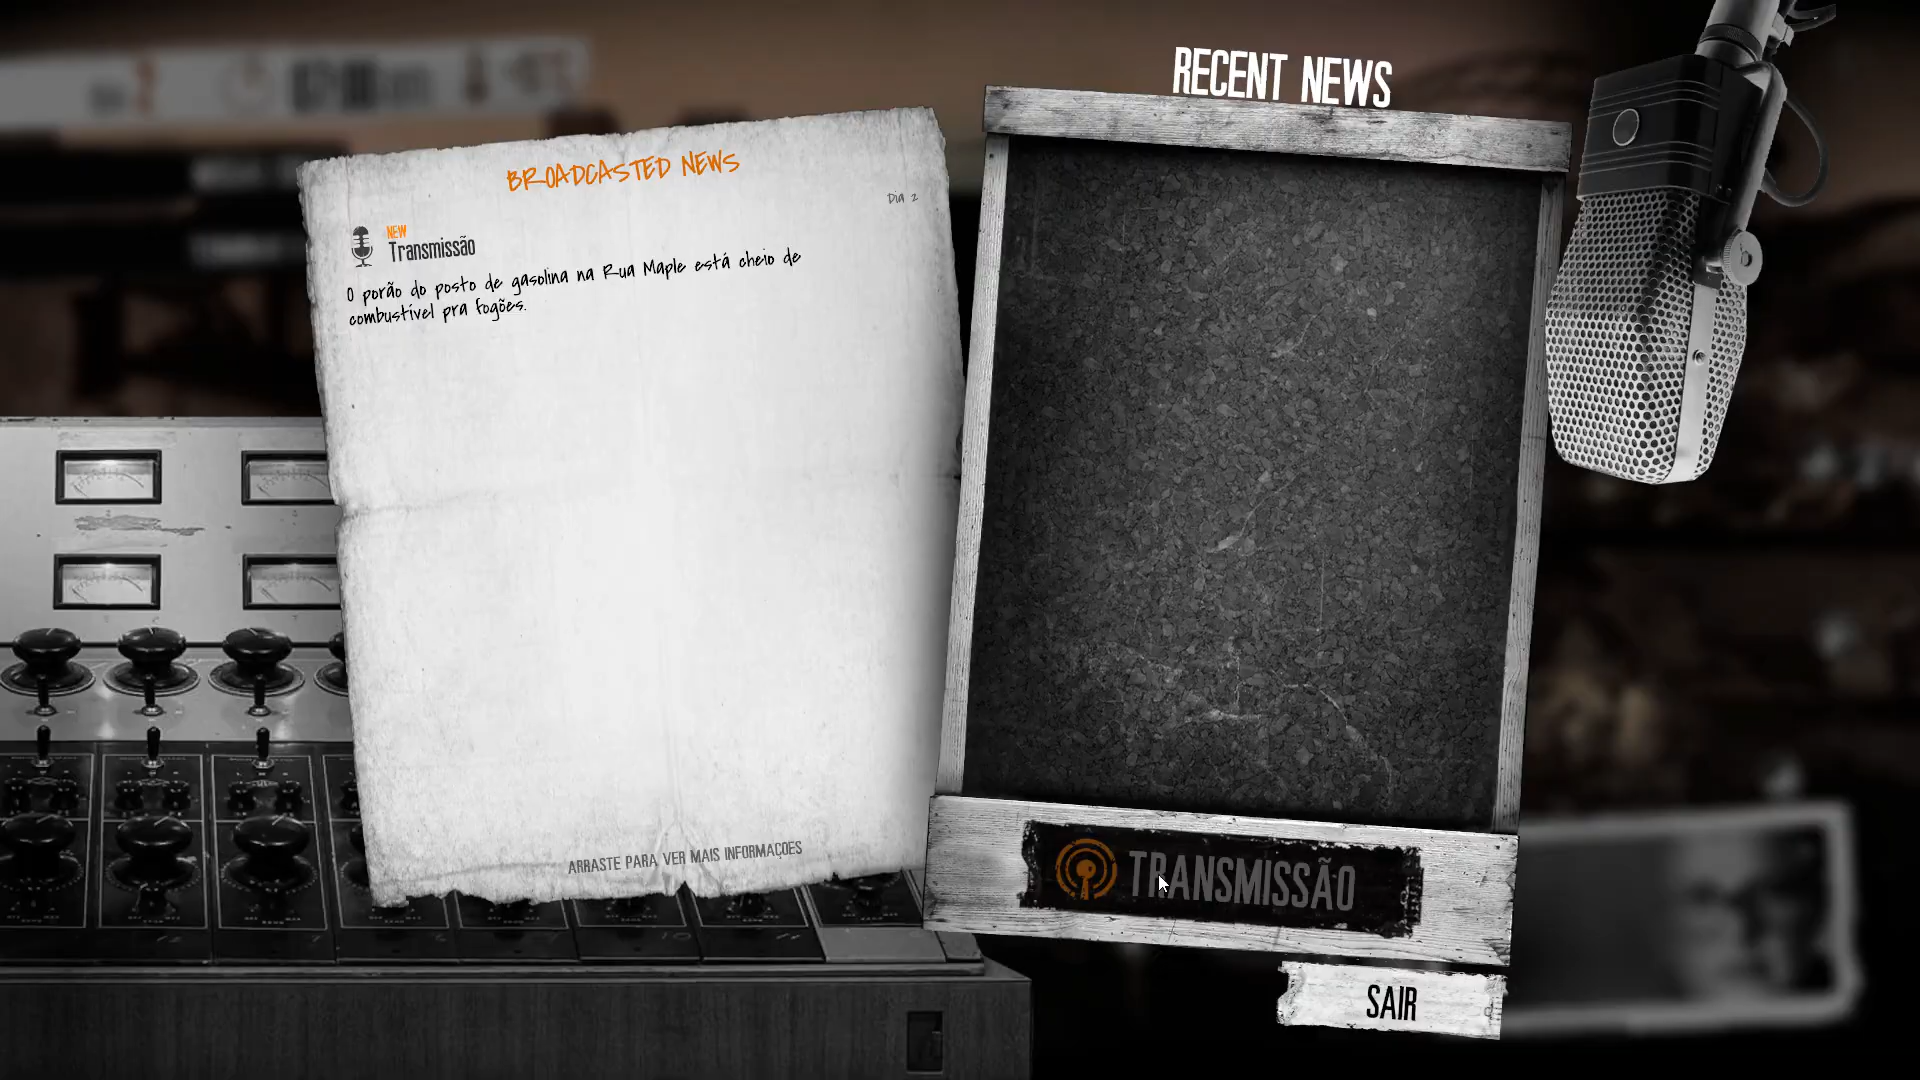 RECENT NEWS
BROADCASTED NEWS
Dia 2
NEW
Transmissão
O porão do posto de gasolina na Rua Maple está cheio de
combustível pra fogões.
ARRASTE PARA VER MAIS INFORMAÇOES
TRANSMISSÃO
SAIR